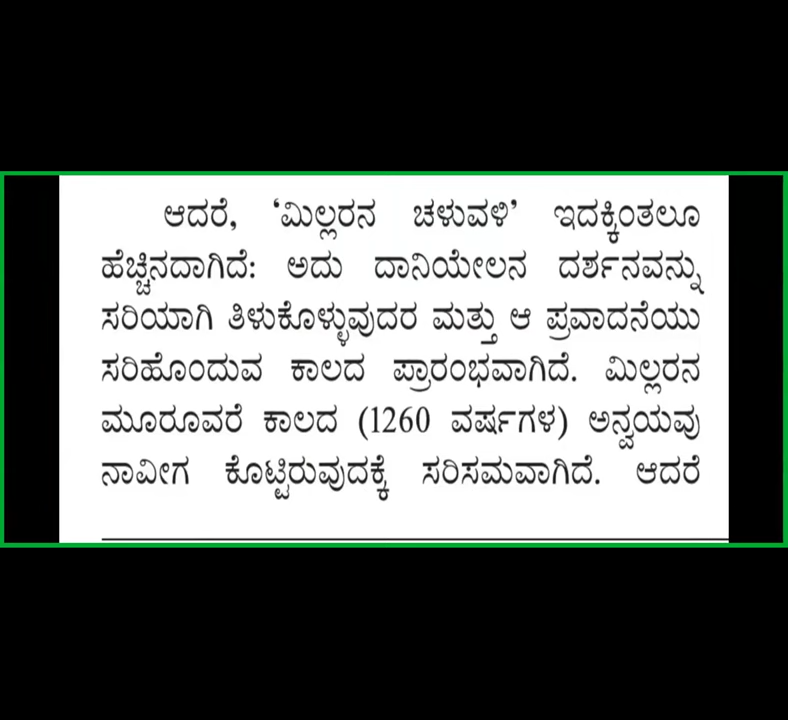 ಆದರೆ, ‘ಮಿಲ್ಲರನ ಚಳುವಳಿ’ ಇದಕ್ಕಿಂತಲೂ
ಹೆಚ್ಚಿನದಾಗಿದೆ: ಅದು ದಾನಿಯೇಲನ ದರ್ಶನವನ್ನು
ಸರಿಯಾಗಿ ತಿಳುಕೊಳ್ಳುವುದರ ಮತ್ತು ಆ ಪ್ರವಾದನೆಯು
ಸರಿಹೊಂದುವ ಕಾಲದ ಪ್ರಾರಂಭವಾಗಿದೆ. ಮಿಲ್ಲರನ
ಮೂರೂವರೆ ಕಾಲದ (1260 ವರ್ಷಗಳ) ಅನ್ವಯವು
ನಾವೀಗ ಕೊಟ್ಟಿರುವುದಕ್ಕೆ ಸರಿಸಮವಾಗಿದೆ. ಆದರೆ